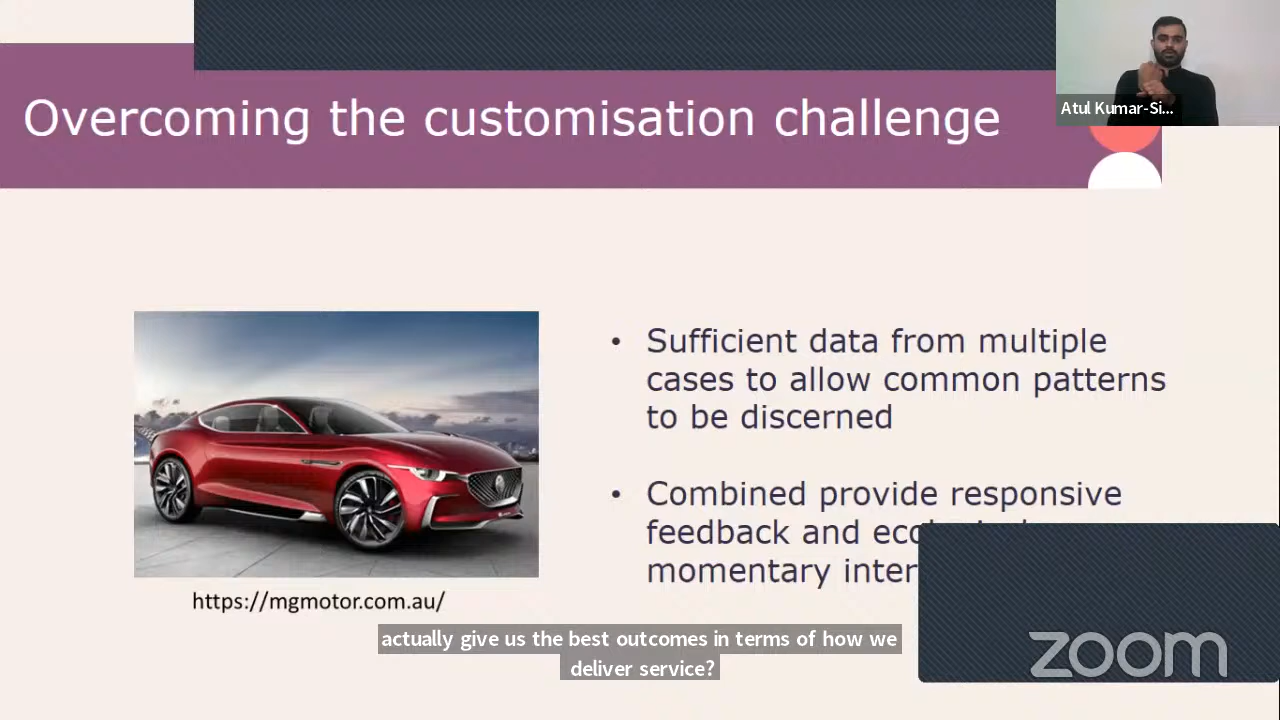 Overcoming the customisation challenge
Atul Kumar-Si...
• Sufficient data from multiple
cases to allow common patterns
to be discerned
• Combined provide responsive
feedback and
momentary
https://mgmotor.com.au/
actually give us the best outcomes in terms of how we
deliver service?
zoom